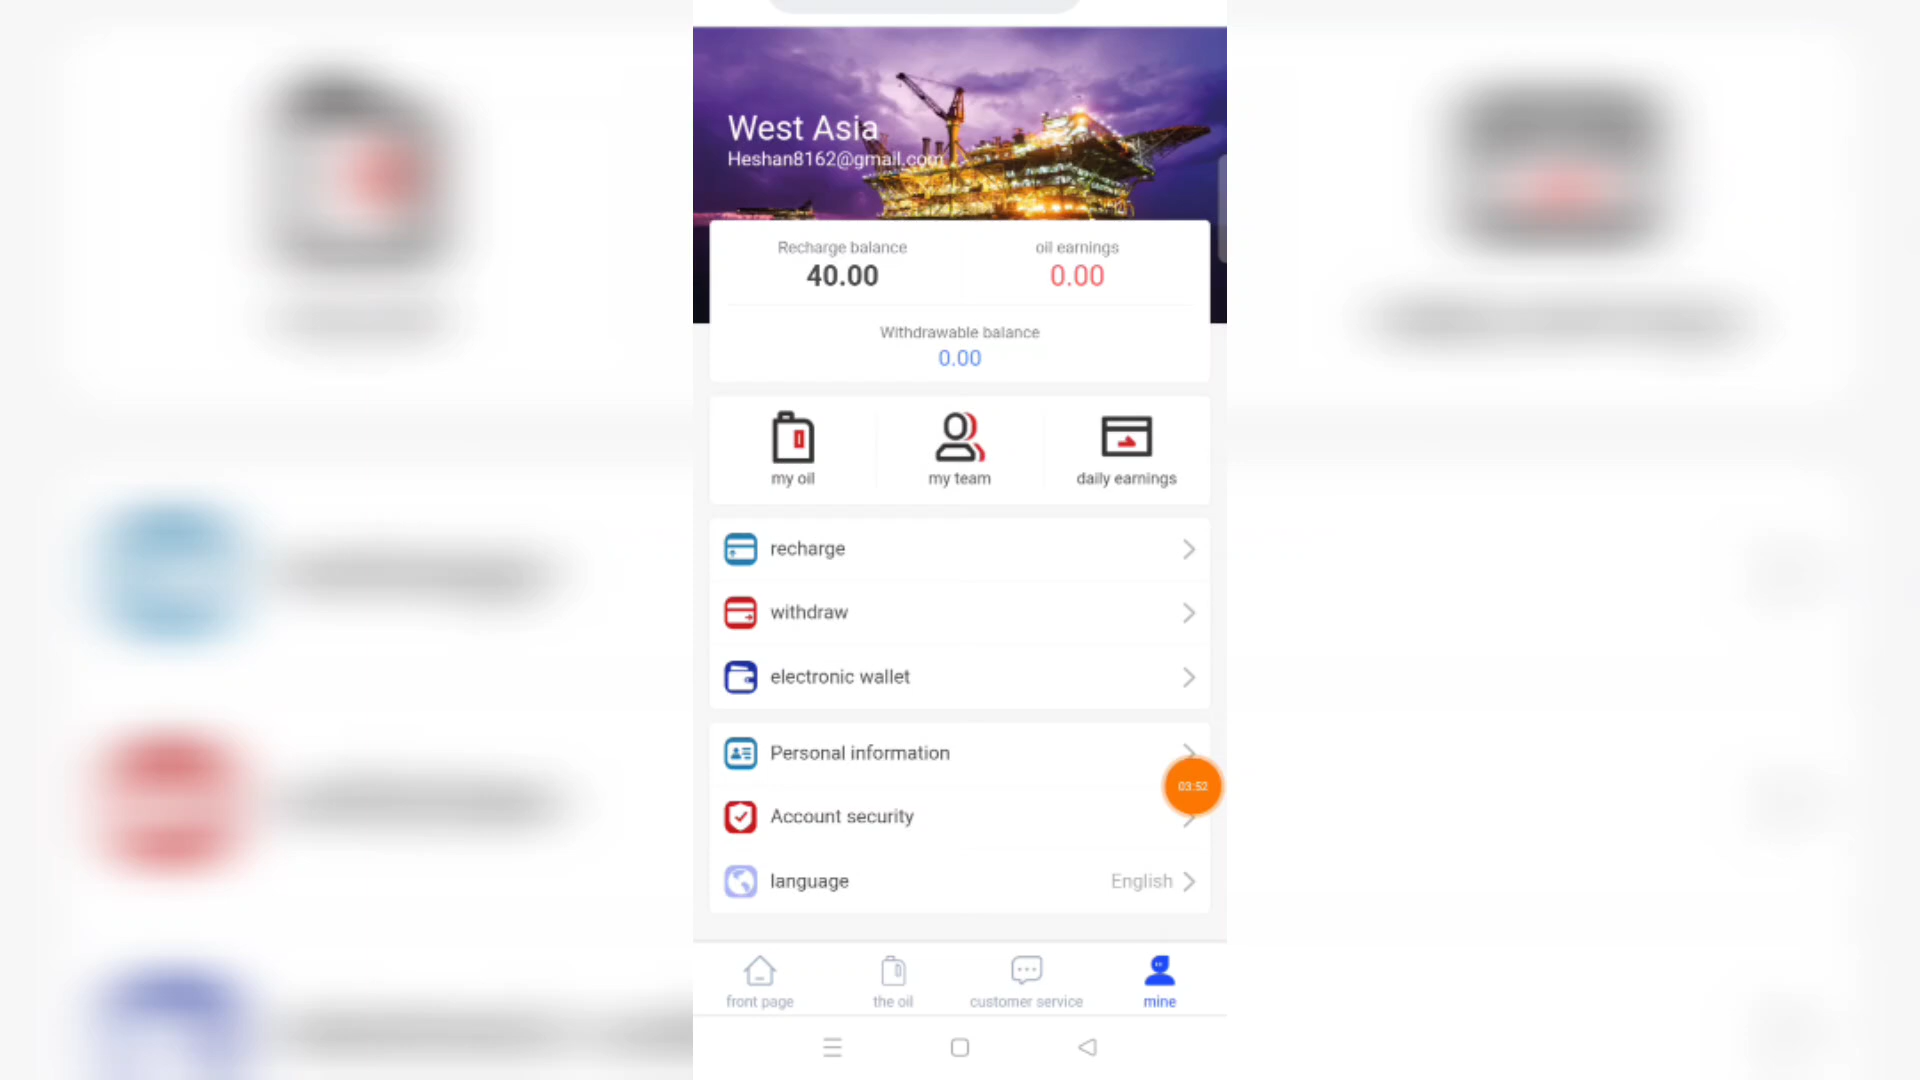 West Asia
Heshan8162@gmail.com
Recharge balance
oil earnings
40.00
0.00
Withdrawable balance
0.00
my oil
my team
daily earnings
recharge
withdraw
electronic wallet
Personal information
03:52
Account security
language
English
front page
the oil
customer service
mine